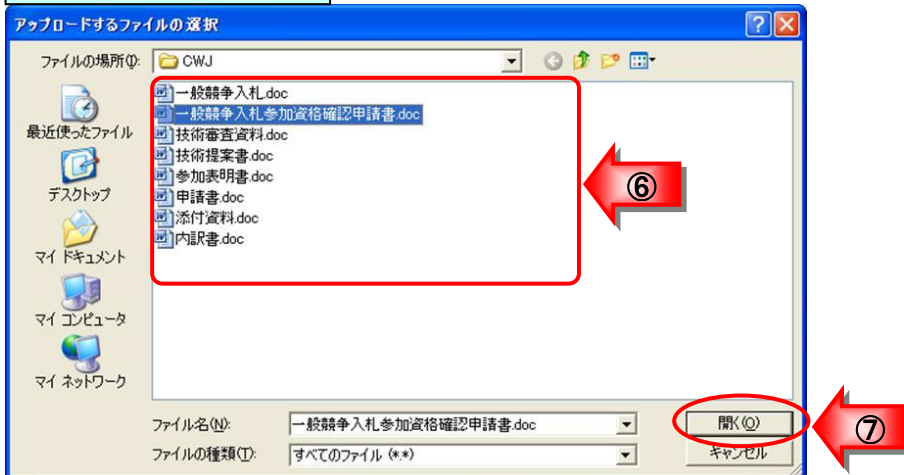 アップロードするファイルの選択
ファイルの場所(I):
CWJ
最近使ったファイル
デスクトップ
マイ ドキュメント
マイ コンピュータ
マイ ネットワーク
一般競争入札.doc
一般競争入札参加資格確認申請書.doc
技術審査資料.doc
技術提案書.doc
参加表明書.doc
申請書.doc
添付資料.doc
内訳書.doc
⑥
ファイル名(N):
一般競争入札参加資格確認申請書.doc
開く(O)
⑦
ファイルの種類(T):
すべてのファイル (*.*)
キャンセル